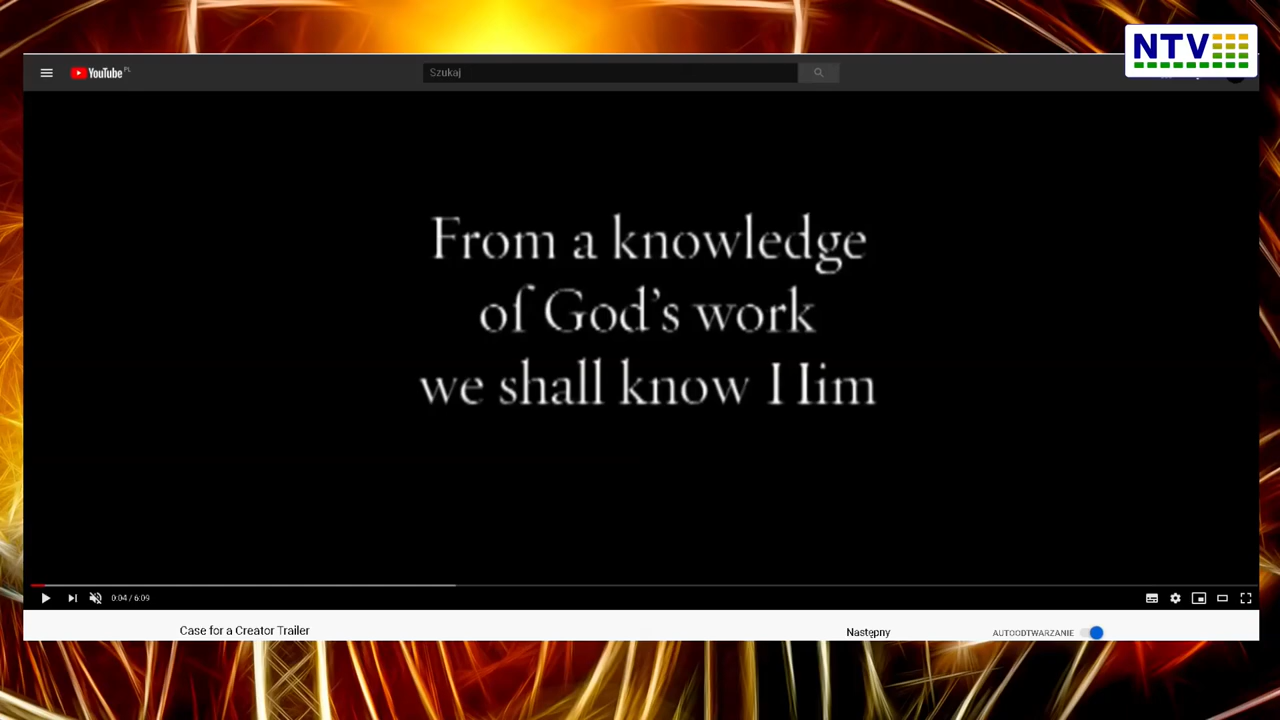 NTV
YouTube PL
Szukaj
From a knowledge
of God's work
we shall know Him
0:04 / 6:09
Case for a Creator Trailer
Następny
AUTOODTWARZANIE